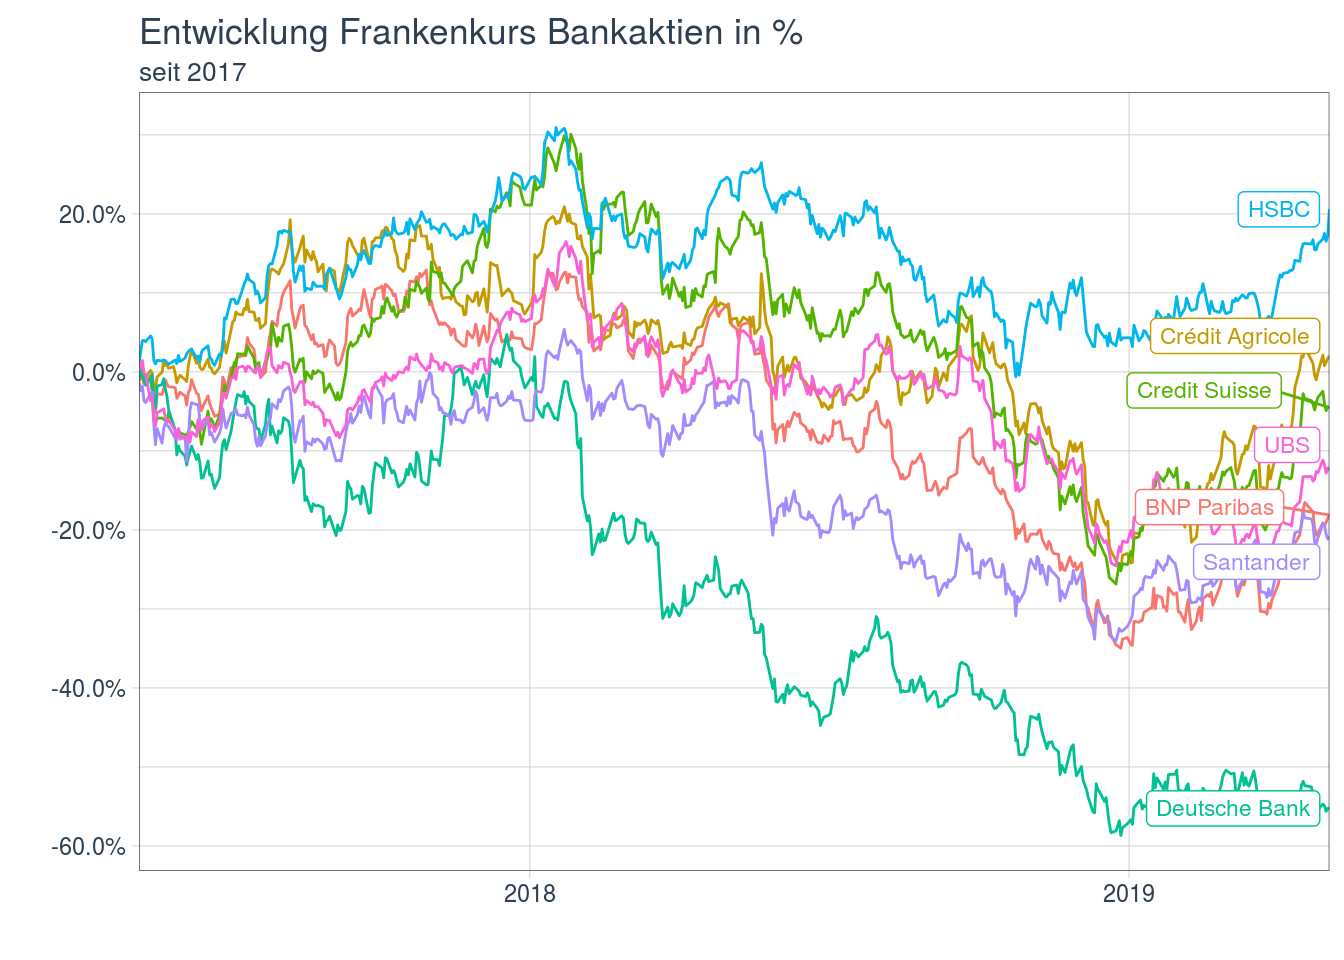 Entwicklung Frankenkurs Bankaktien in %
seit 2017
20.0%
0.0%
-20.0%
-40.0%
-60.0%
HSBC
Crédit Agricole
Credit Suisse
UBS
BNP Paribas
Santander
Deutsche Bank
2018
2019